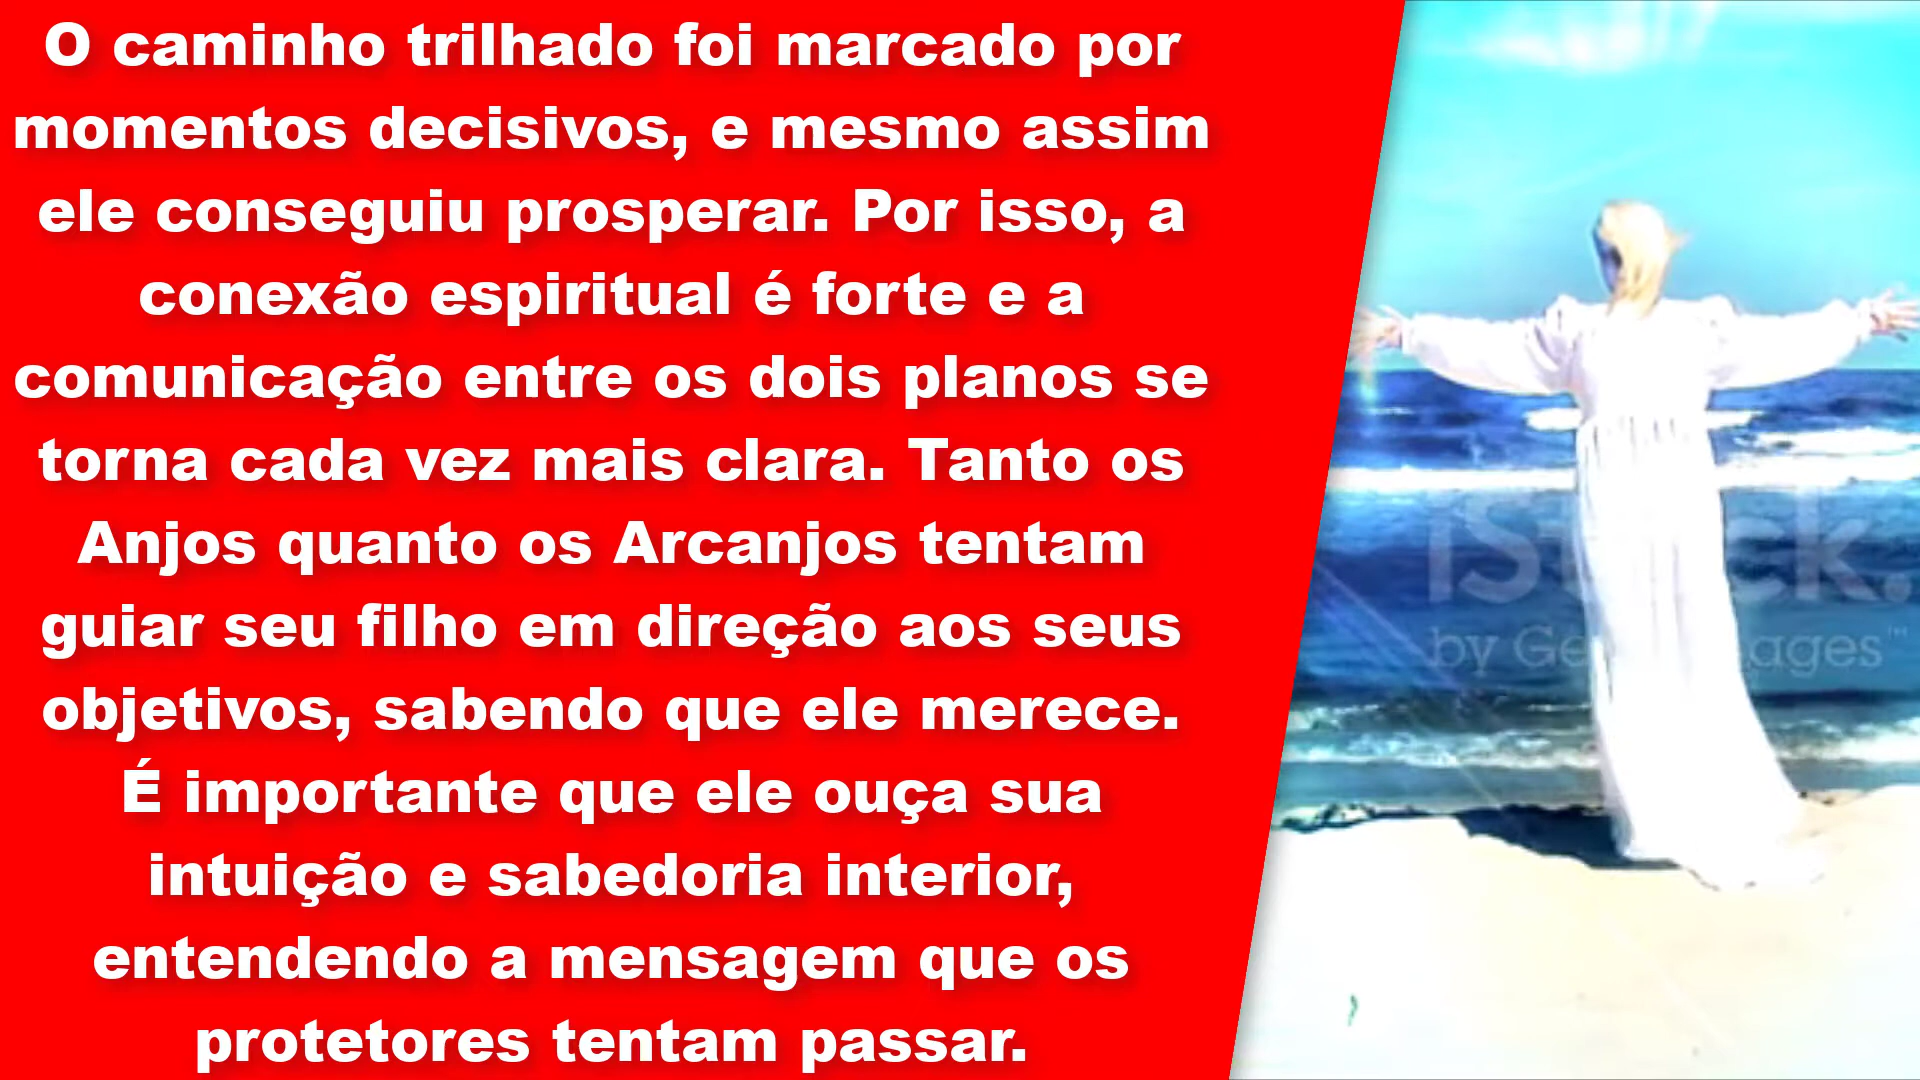 O caminho trilhado foi marcado por
momentos decisivos, e mesmo assim
ele conseguiu prosperar. Por isso, a
conexão espiritual é forte e a
comunicação entre os dois planos se
torna cada vez mais clara. Tanto os
Anjos quanto os Arcanjos tentam
guiar seu filho em direção aos seus
objetivos, sabendo que ele merece.
É importante que ele ouça sua
intuição e sabedoria interior,
entendendo a mensagem que os
protetores tentam passar.
by